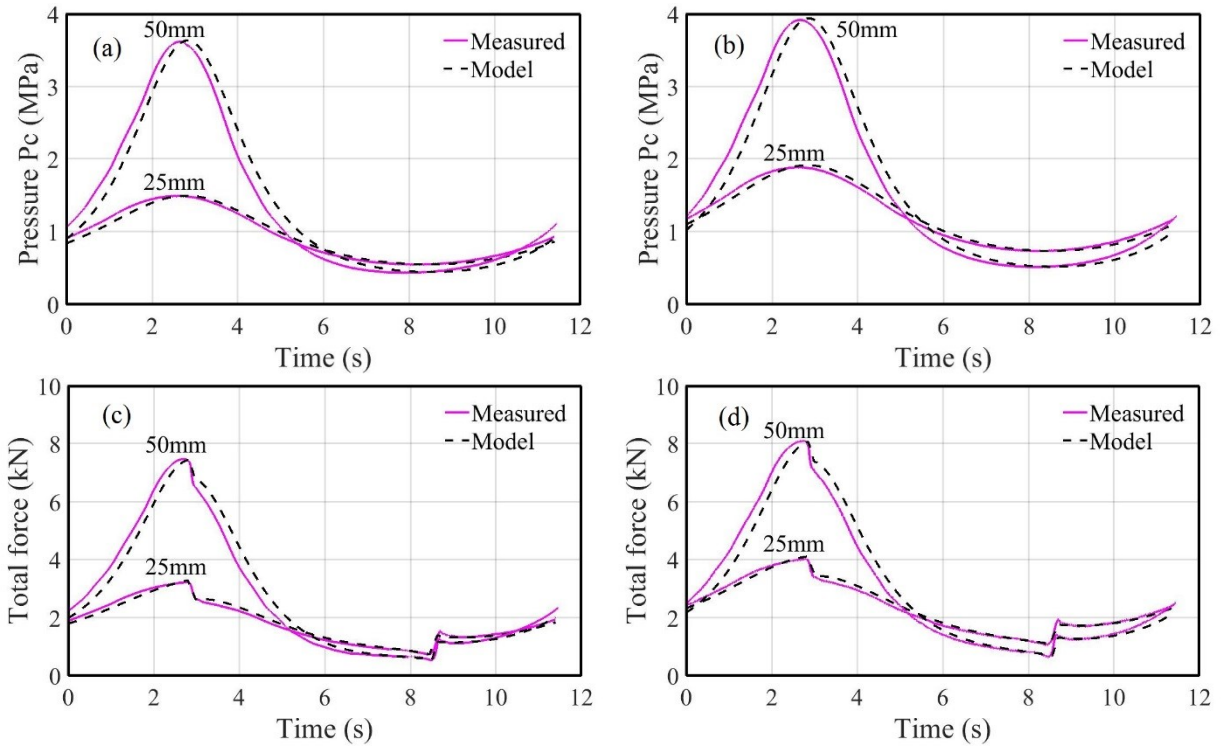 (a)
50mm
25mm
Measured
Model
Pressure Pc (MPa)
4
3
2
1
0
0 2 4 6 8 10 12
Time (s)
(b)
50mm
25mm
Measured
Model
Pressure Pc (MPa)
4
3
2
1
0
0 2 4 6 8 10 12
Time (s)
(c)
50mm
25mm
Measured
Model
Total force (kN)
10
8
6
4
2
0
0 2 4 6 8 10 12
Time (s)
(d)
50mm
25mm
Measured
Model
Total force (kN)
10
8
6
4
2
0
0 2 4 6 8 10 12
Time (s)